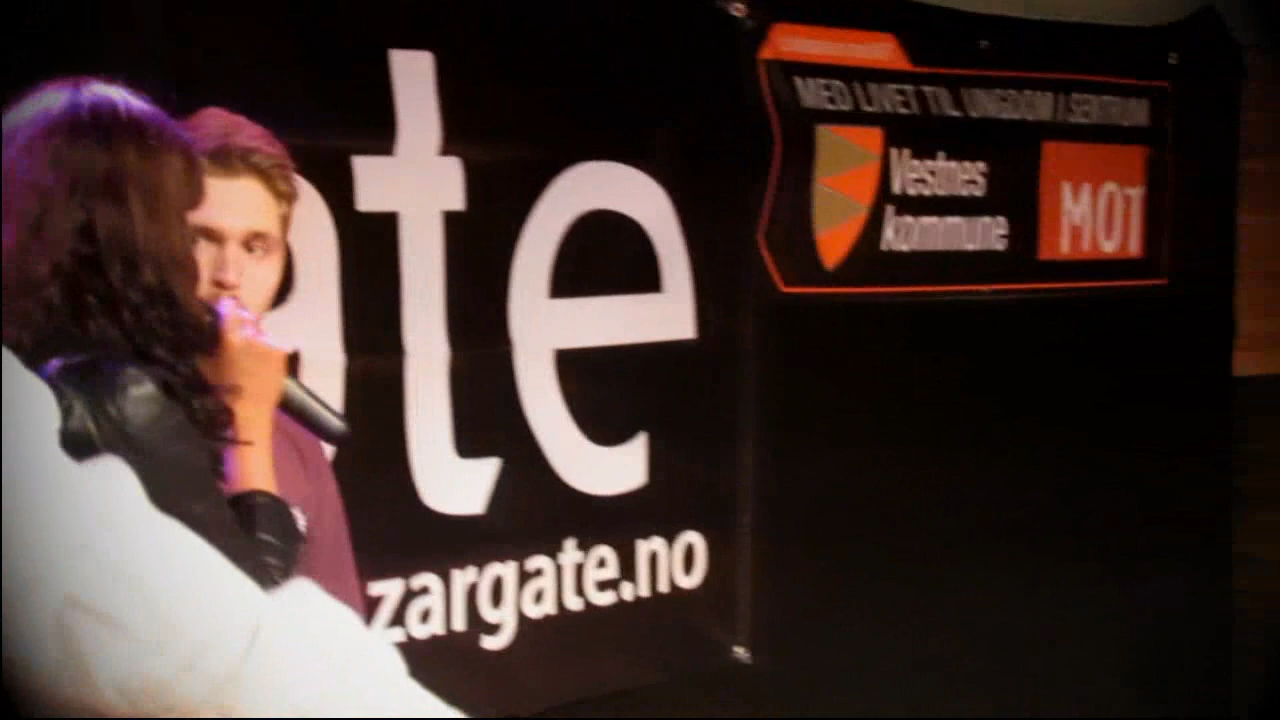 ate
zargate.no
MED LIVET TIL UNGDOM I SENTRUM
Vestnes
kommune
MOT